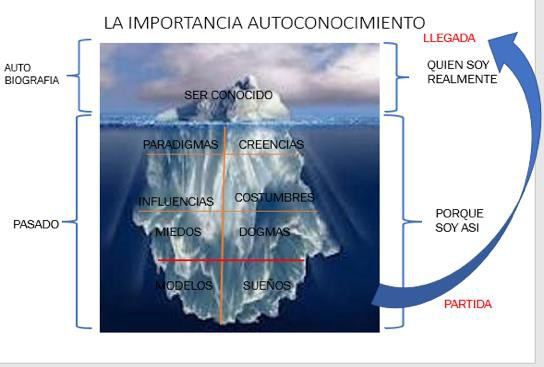 LA IMPORTANCIA AUTOCONOCIMIENTO
LLEGADA
AUTO
BIOGRAFIA
QUIEN SOY
REALMENTE
SER CONOCIDO
PARADIGMAS CREENCIAS
INFLUENCIAS COSTUMBRES
PASADO
PORQUE
SOY ASI
MIEDOS DOGMAS
MODELOS SUEÑOS
PARTIDA